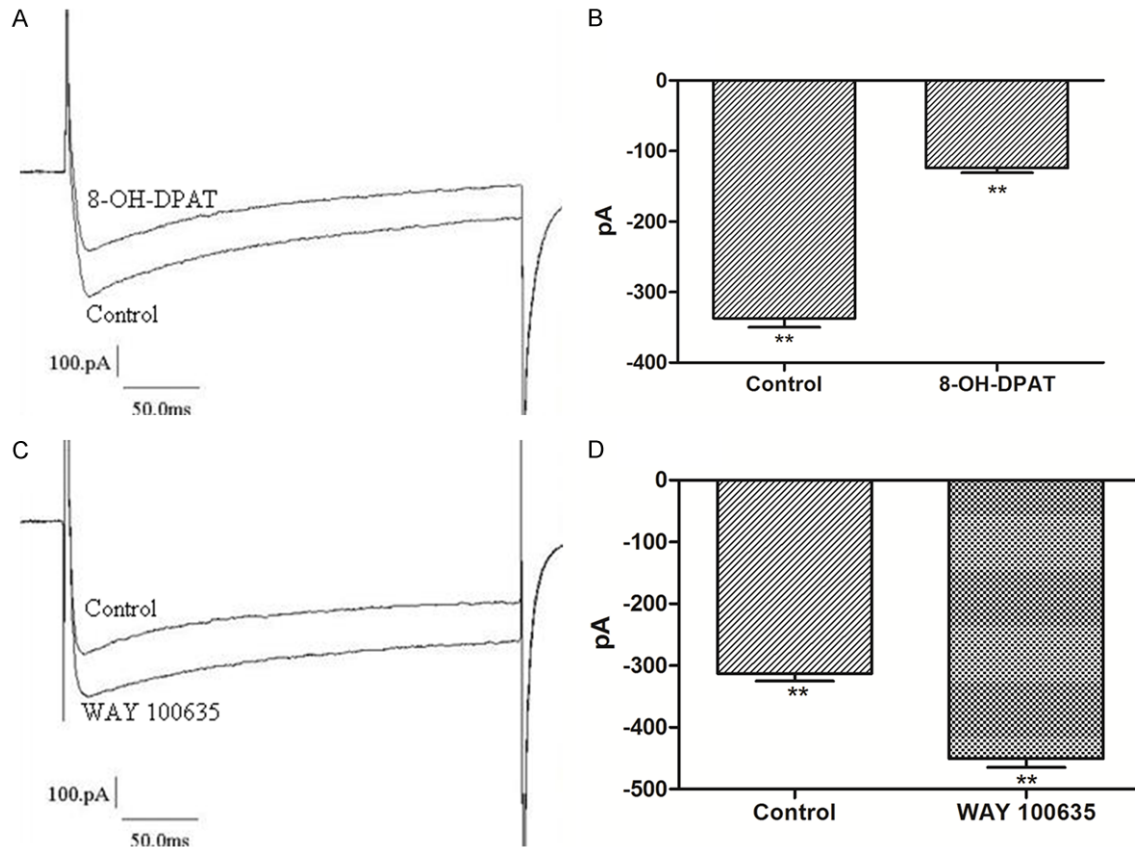 A
8-OH-DPAT
Control
100.pA
50.0ms
B
0
-100
-200
-300
-400
pA
**
**
Control
8-OH-DPAT
C
Control
WAY 100635
100.pA
50.0ms
D
0
-100
-200
-300
-400
-500
pA
**
**
Control
WAY 100635